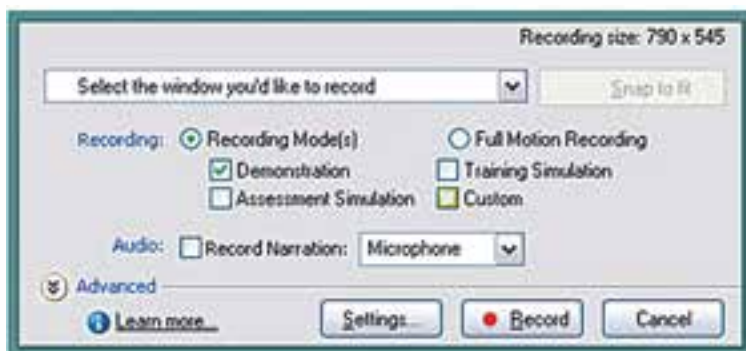 Recording size: 790 x 545
Select the window you'd like to record Snap to It
Recording: Recording Mode(s) Full Motion Recording
Demonstration Training Simulation
Assessment Simulation Custom
Audio: Record Narration: Microphone
Advanced
Learn more... Settings... Record Cancel